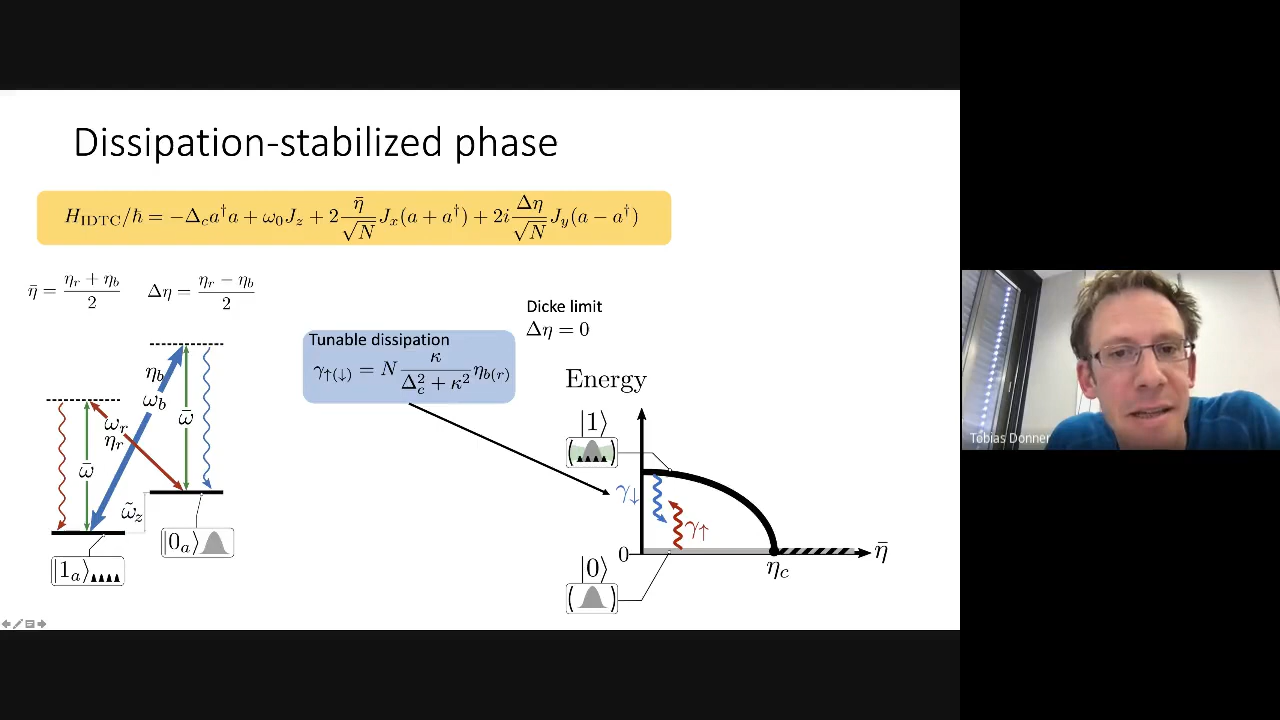 Dissipation-stabilized phase
H_IDTC/ħ = −Δ_c a†a + ω_0 J_z + 2 η̄/√N J_x(a + a†) + 2i Δη/√N J_y(a − a†)
η̄ = (η_r + η_b)/2   Δη = (η_r − η_b)/2
Dicke limit
Δη = 0
Tunable dissipation
γ_↑(↓) = N κ/(Δ_c² + κ²) η_b(r)
Energy
|1⟩
γ↓
γ↑
0
η̄
η_c
|0⟩
η_b
ω_b
ω_r
η_r
ω̄
ω̄
ω̃_z
|0_a⟩
|1_a⟩
Tobias Donner